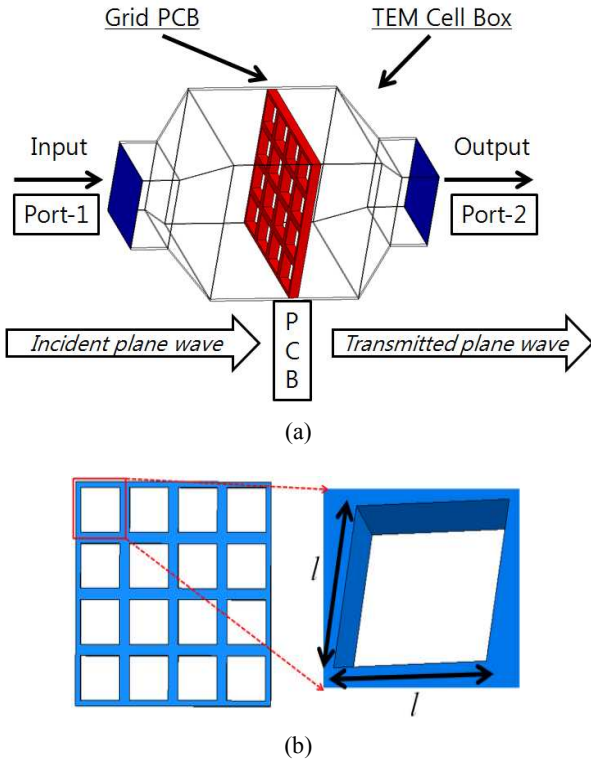 Grid PCB
TEM Cell Box
Input
Output
Port-1
Port-2
Incident plane wave
P
C
B
Transmitted plane wave
(a)
l
l
(b)